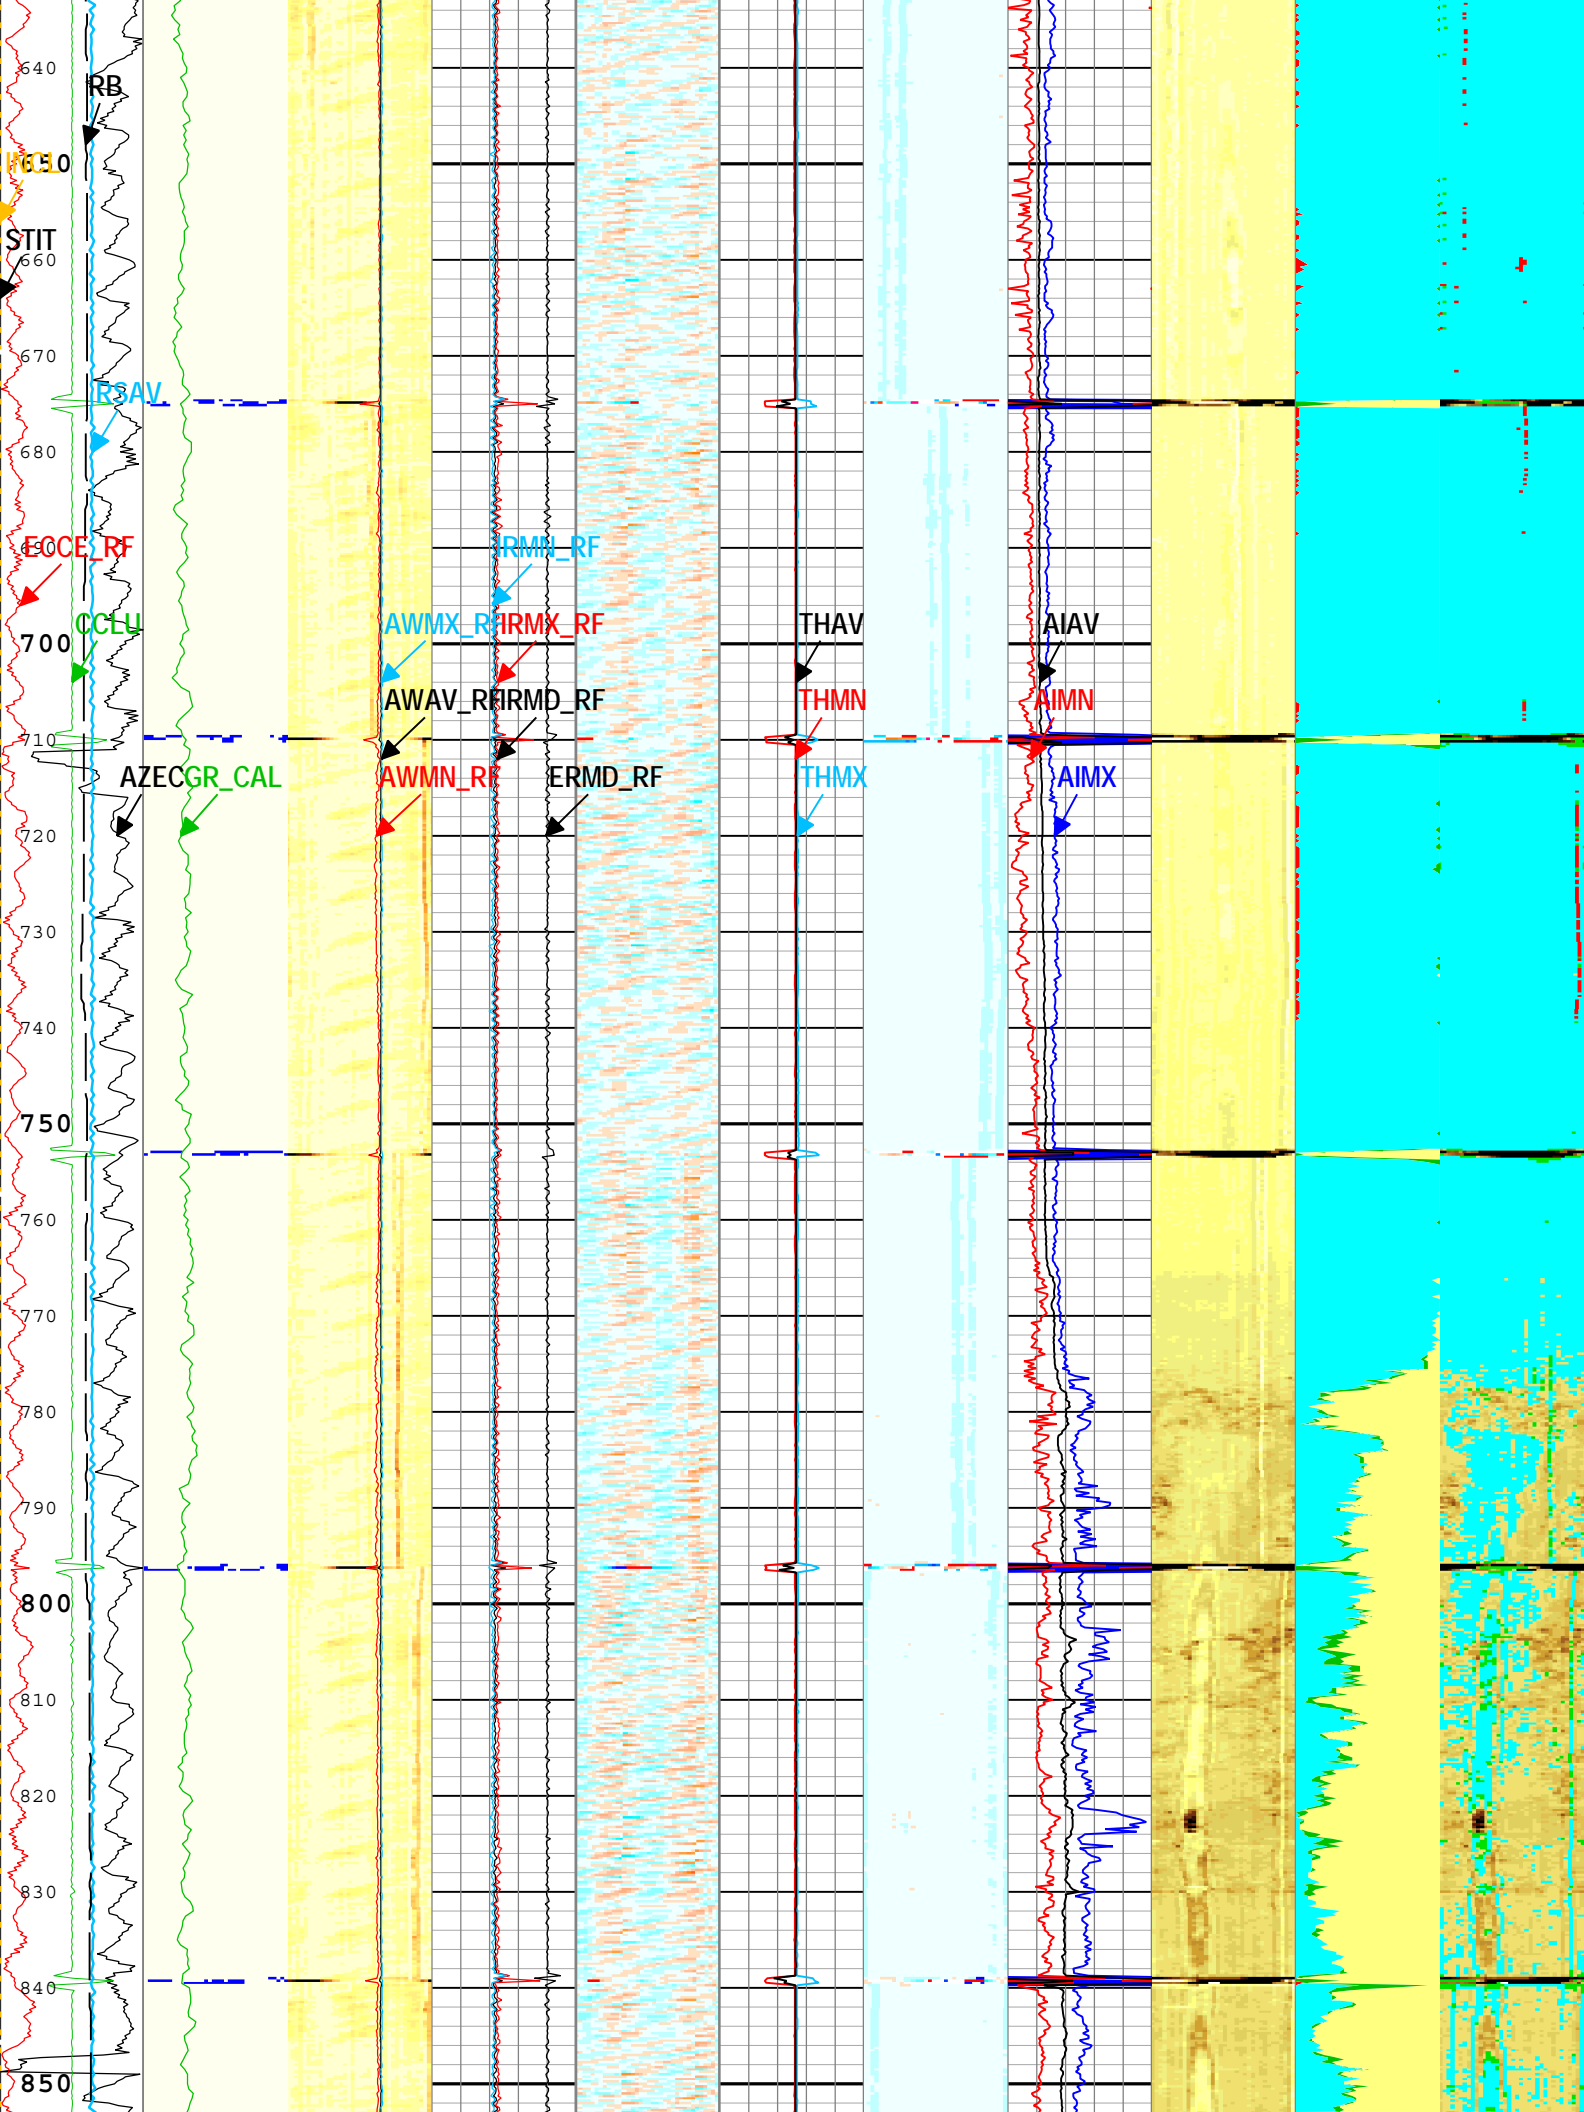 640
RB
650
INCL
STIT
660
670
RSAV
680
690
ECCE_RF
IRMN_RF
CCLU
AWMX_RF
IRMX_RF
THAV
AIAV
700
AWAV_RF
IRMD_RF
THMN
AIMN
710
AZEC
GR_CAL
AWMN_RF
ERMD_RF
THMX
AIMX
720
730
740
750
760
770
780
790
800
810
820
830
840
850